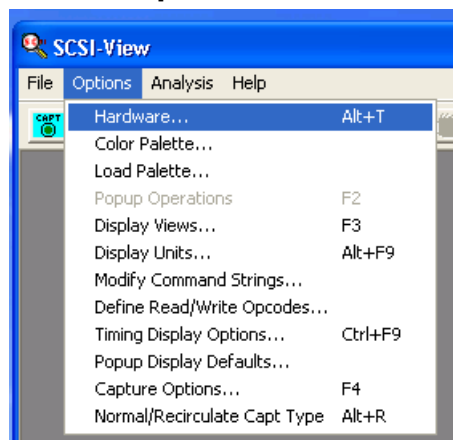 SCSI-View
File Options Analysis Help
CAPT
Hardware... Alt+T
Color Palette...
Load Palette...
Popup Operations F2
Display Views... F3
Display Units... Alt+F9
Modify Command Strings...
Define Read/Write Opcodes...
Timing Display Options... Ctrl+F9
Popup Display Defaults...
Capture Options... F4
Normal/Recirculate Capt Type Alt+R